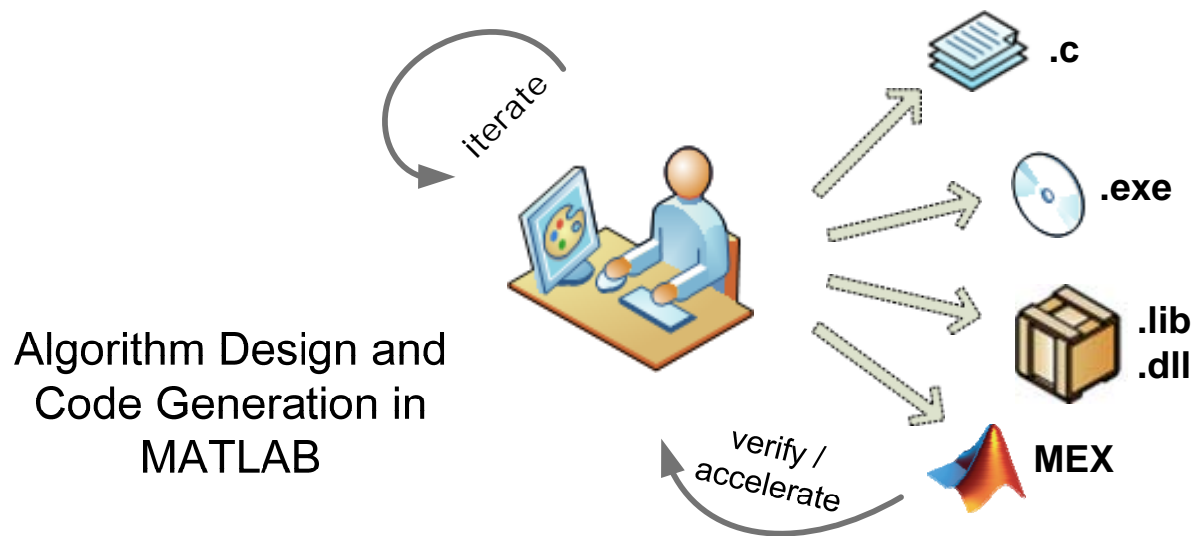 iterate
.c
.exe
.lib
.dll
Algorithm Design and
Code Generation in
MATLAB
verify /
accelerate
MEX